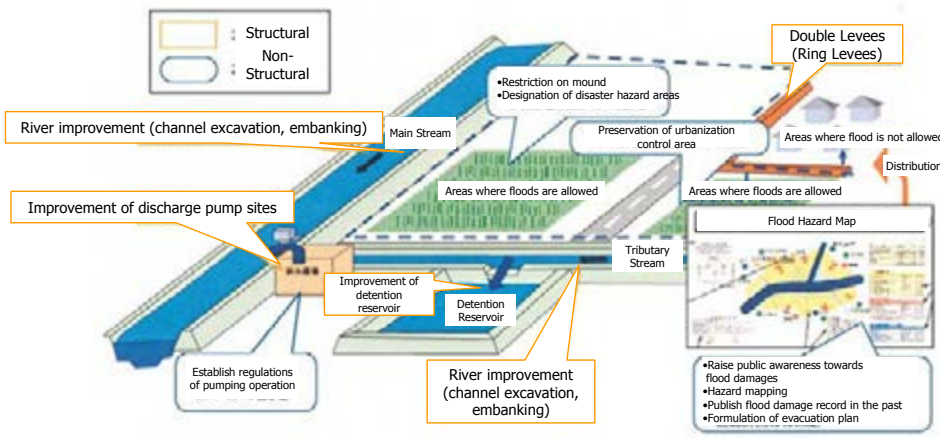 : Structural
Non-
: Structural
Double Levees
(Ring Levees)
•Restriction on mound
•Designation of disaster hazard areas
River improvement (channel excavation, embanking)
Main Stream
Preservation of urbanization
control area
Areas where flood is not allowed
Distribution
Areas where floods are allowed
Areas where floods are allowed
Improvement of discharge pump sites
Flood Hazard Map
Tributary
Stream
Improvement of
detention
reservoir
Detention
Reservoir
Establish regulations
of pumping operation
River improvement
(channel excavation,
embanking)
•Raise public awareness towards
flood damages
•Hazard mapping
•Publish flood damage record in the past
•Formulation of evacuation plan